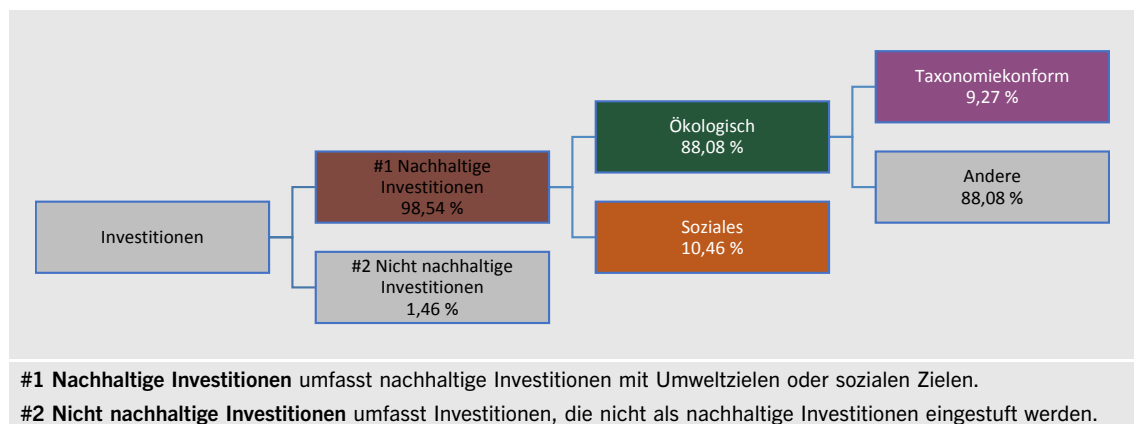 Investitionen
#1 Nachhaltige
Investitionen
98,54 %
#2 Nicht nachhaltige
Investitionen
1,46 %
Ökologisch
88,08 %
Soziales
10,46 %
Taxonomiekonform
9,27 %
Andere
88,08 %
#1 Nachhaltige Investitionen umfasst nachhaltige Investitionen mit Umweltzielen oder sozialen Zielen.
#2 Nicht nachhaltige Investitionen umfasst Investitionen, die nicht als nachhaltige Investitionen eingestuft werden.